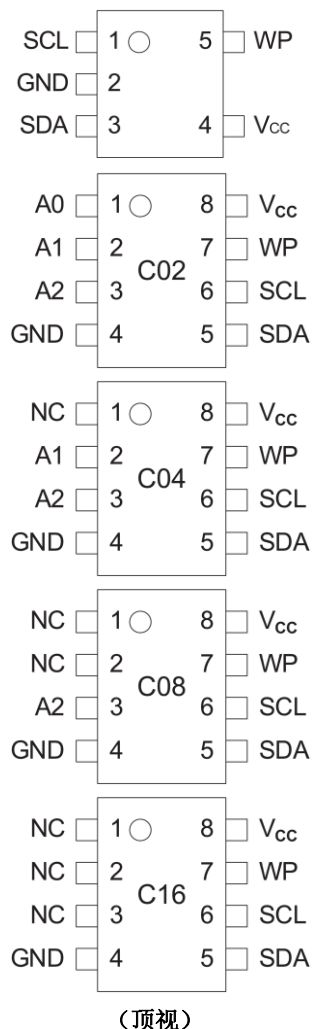 SCL 1 5 WP
GND 2
SDA 3 4 Vcc
A0 1 8 Vcc
A1 2 7 WP
C02
A2 3 6 SCL
GND 4 5 SDA
NC 1 8 Vcc
A1 2 7 WP
C04
A2 3 6 SCL
GND 4 5 SDA
NC 1 8 Vcc
NC 2 7 WP
C08
A2 3 6 SCL
GND 4 5 SDA
NC 1 8 Vcc
NC 2 7 WP
C16
NC 3 6 SCL
GND 4 5 SDA
（顶视）